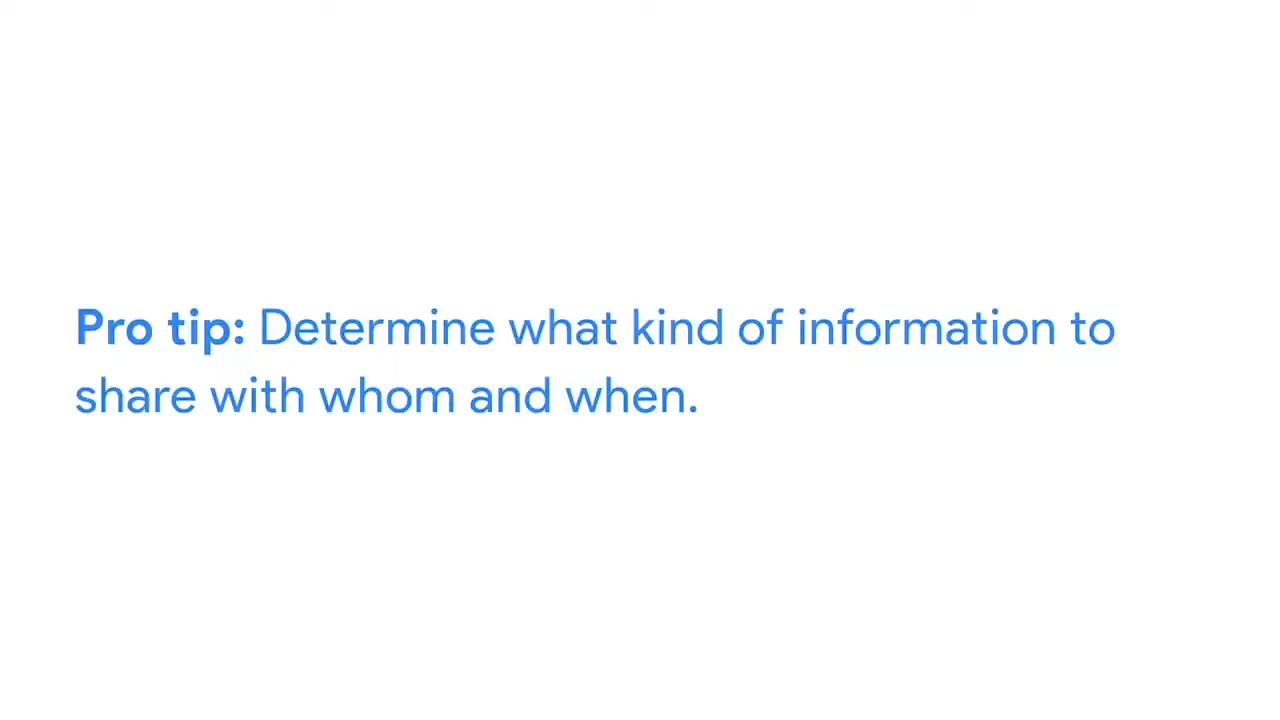 Pro tip: Determine what kind of information to
share with whom and when.